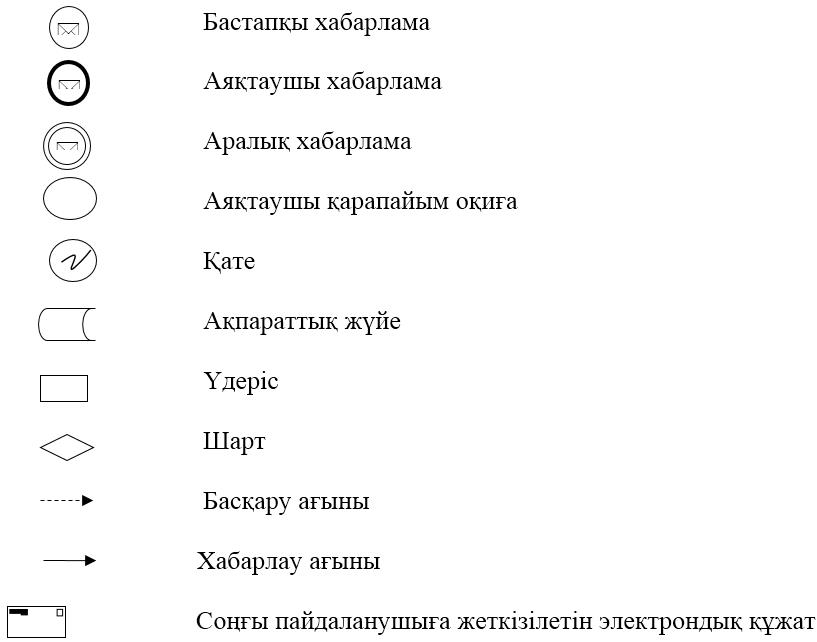 Бастапқы хабарлама
Аяқтаушы хабарлама
Аралық хабарлама
Аяқтаушы қарапайым оқиға
Қате
Ақпараттық жүйе
Үдеріс
Шарт
Басқару ағыны
Хабарлау ағыны
Соңғы пайдаланушыға жеткізілетін электрондық құжат